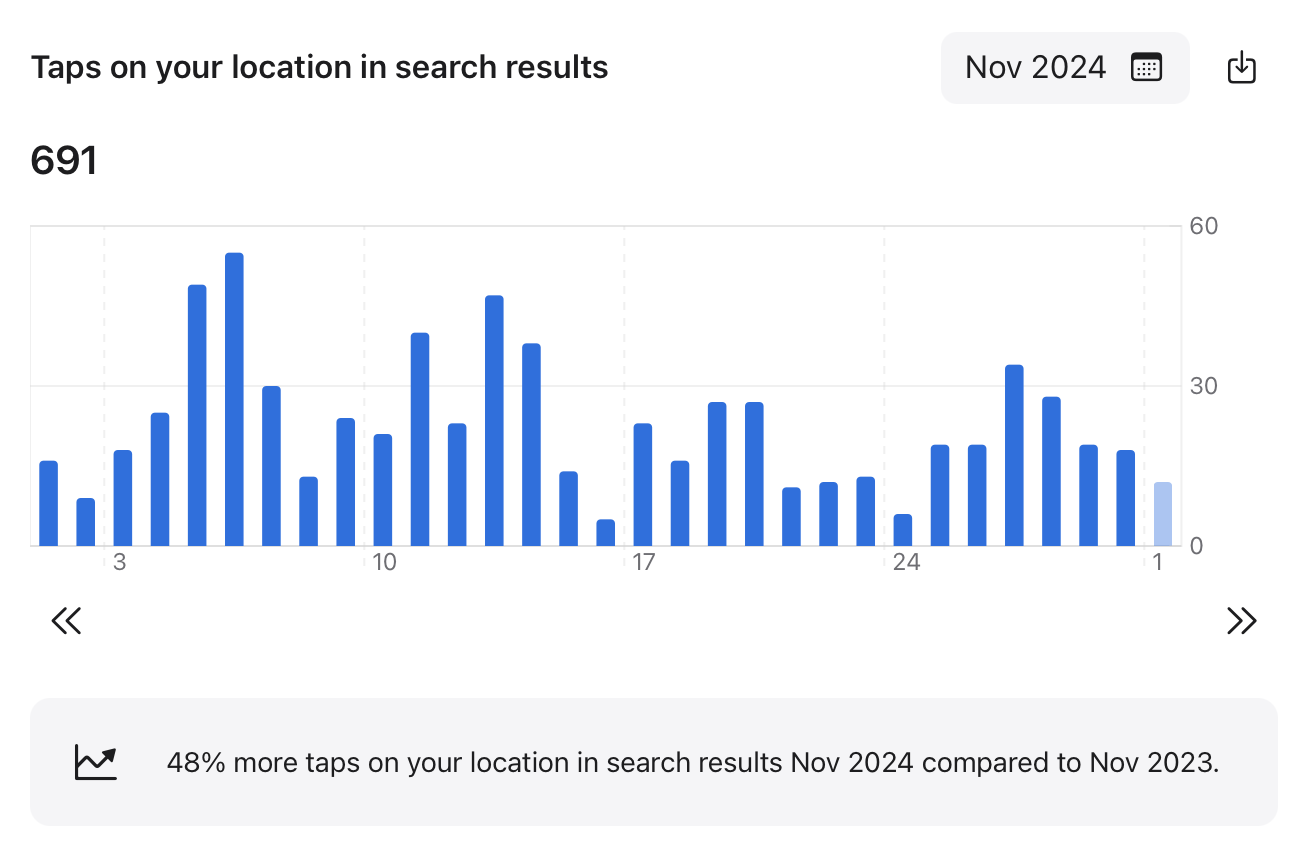 Taps on your location in search results
Nov 2024
691
60
30
0
3 10 17 24 1
48% more taps on your location in search results Nov 2024 compared to Nov 2023.